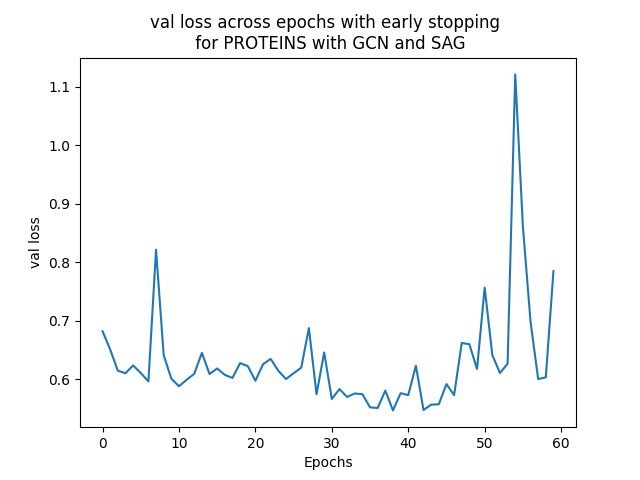 val loss across epochs with early stopping
for PROTEINS with GCN and SAG
1.1
1.0
0.9
0.8
0.7
0.6
val loss
0 10 20 30 40 50 60
Epochs